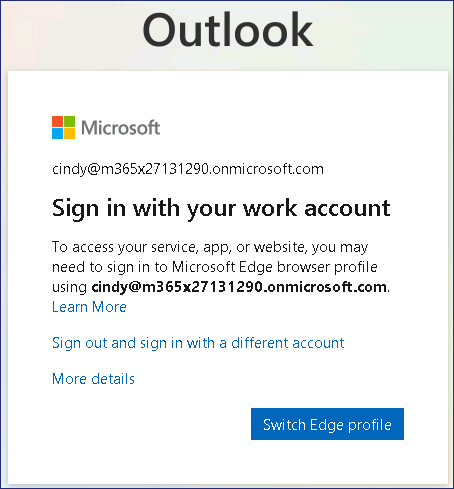 Outlook
Microsoft
cindy@m365x27131290.onmicrosoft.com
Sign in with your work account
To access your service, app, or website, you may
need to sign in to Microsoft Edge browser profile
using cindy@m365x27131290.onmicrosoft.com.
Learn More
Sign out and sign in with a different account
More details
Switch Edge profile